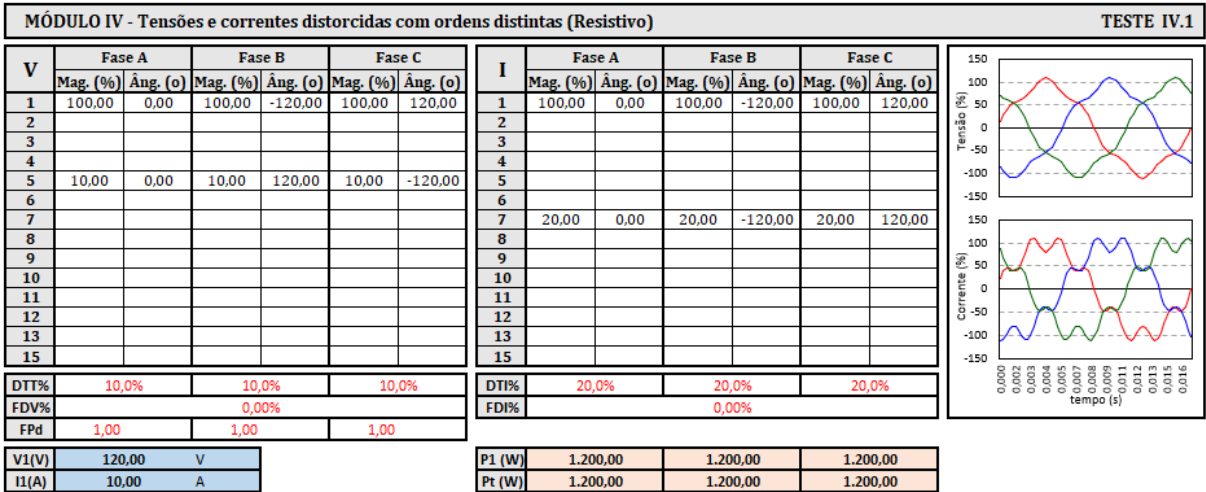 MÓDULO IV - Tensões e correntes distorcidas com ordens distintas (Resistivo) TESTE IV.1
V Fase A Fase B Fase C
Mag. (%) Âng. (o) Mag. (%) Âng. (o) Mag. (%) Âng. (o)
1 100,00 0,00 100,00 -120,00 100,00 120,00
2
3
4
5 10,00 0,00 10,00 120,00 10,00 -120,00
6
7
8
9
10
11
12
13
15
DTT% 10,0% 10,0% 10,0%
FDV% 0,00%
FPd 1,00 1,00 1,00
V1(V) 120,00 V
I1(A) 10,00 A
I Fase A Fase B Fase C
Mag. (%) Âng. (o) Mag. (%) Âng. (o) Mag. (%) Âng. (o)
1 100,00 0,00 100,00 -120,00 100,00 120,00
2
3
4
5
6
7 20,00 0,00 20,00 -120,00 20,00 120,00
8
9
10
11
12
13
15
DTI% 20,0% 20,0% 20,0%
FDI% 0,00%
P1 (W) 1.200,00 1.200,00 1.200,00
Pt (W) 1.200,00 1.200,00 1.200,00
Tensão (%)
150
100
50
0
-50
-100
-150
Corrente (%)
150
100
50
0
-50
-100
-150
0,000 0,002 0,003 0,004 0,006 0,007 0,008 0,009 0,011 0,012 0,013 0,015 0,016
tempo (s)